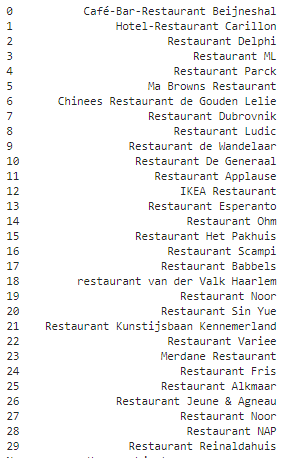 0 Café-Bar-Restaurant Beijneshal
1 Hotel-Restaurant Carillon
2 Restaurant Delphi
3 Restaurant ML
4 Restaurant Parck
5 Ma Browns Restaurant
6 Chinees Restaurant de Gouden Lelie
7 Restaurant Dubrovnik
8 Restaurant Ludic
9 Restaurant de Wandelaar
10 Restaurant De Generaal
11 Restaurant Applause
12 IKEA Restaurant
13 Restaurant Esperanto
14 Restaurant Ohm
15 Restaurant Het Pakhuis
16 Restaurant Scampi
17 Restaurant Babbels
18 restaurant van der Valk Haarlem
19 Restaurant Noor
20 Restaurant Sin Yue
21 Restaurant Kunstijsbaan Kennemerland
22 Restaurant Variee
23 Merdane Restaurant
24 Restaurant Fris
25 Restaurant Alkmaar
26 Restaurant Jeune & Agneau
27 Restaurant Noor
28 Restaurant NAP
29 Restaurant Reinaldahuis